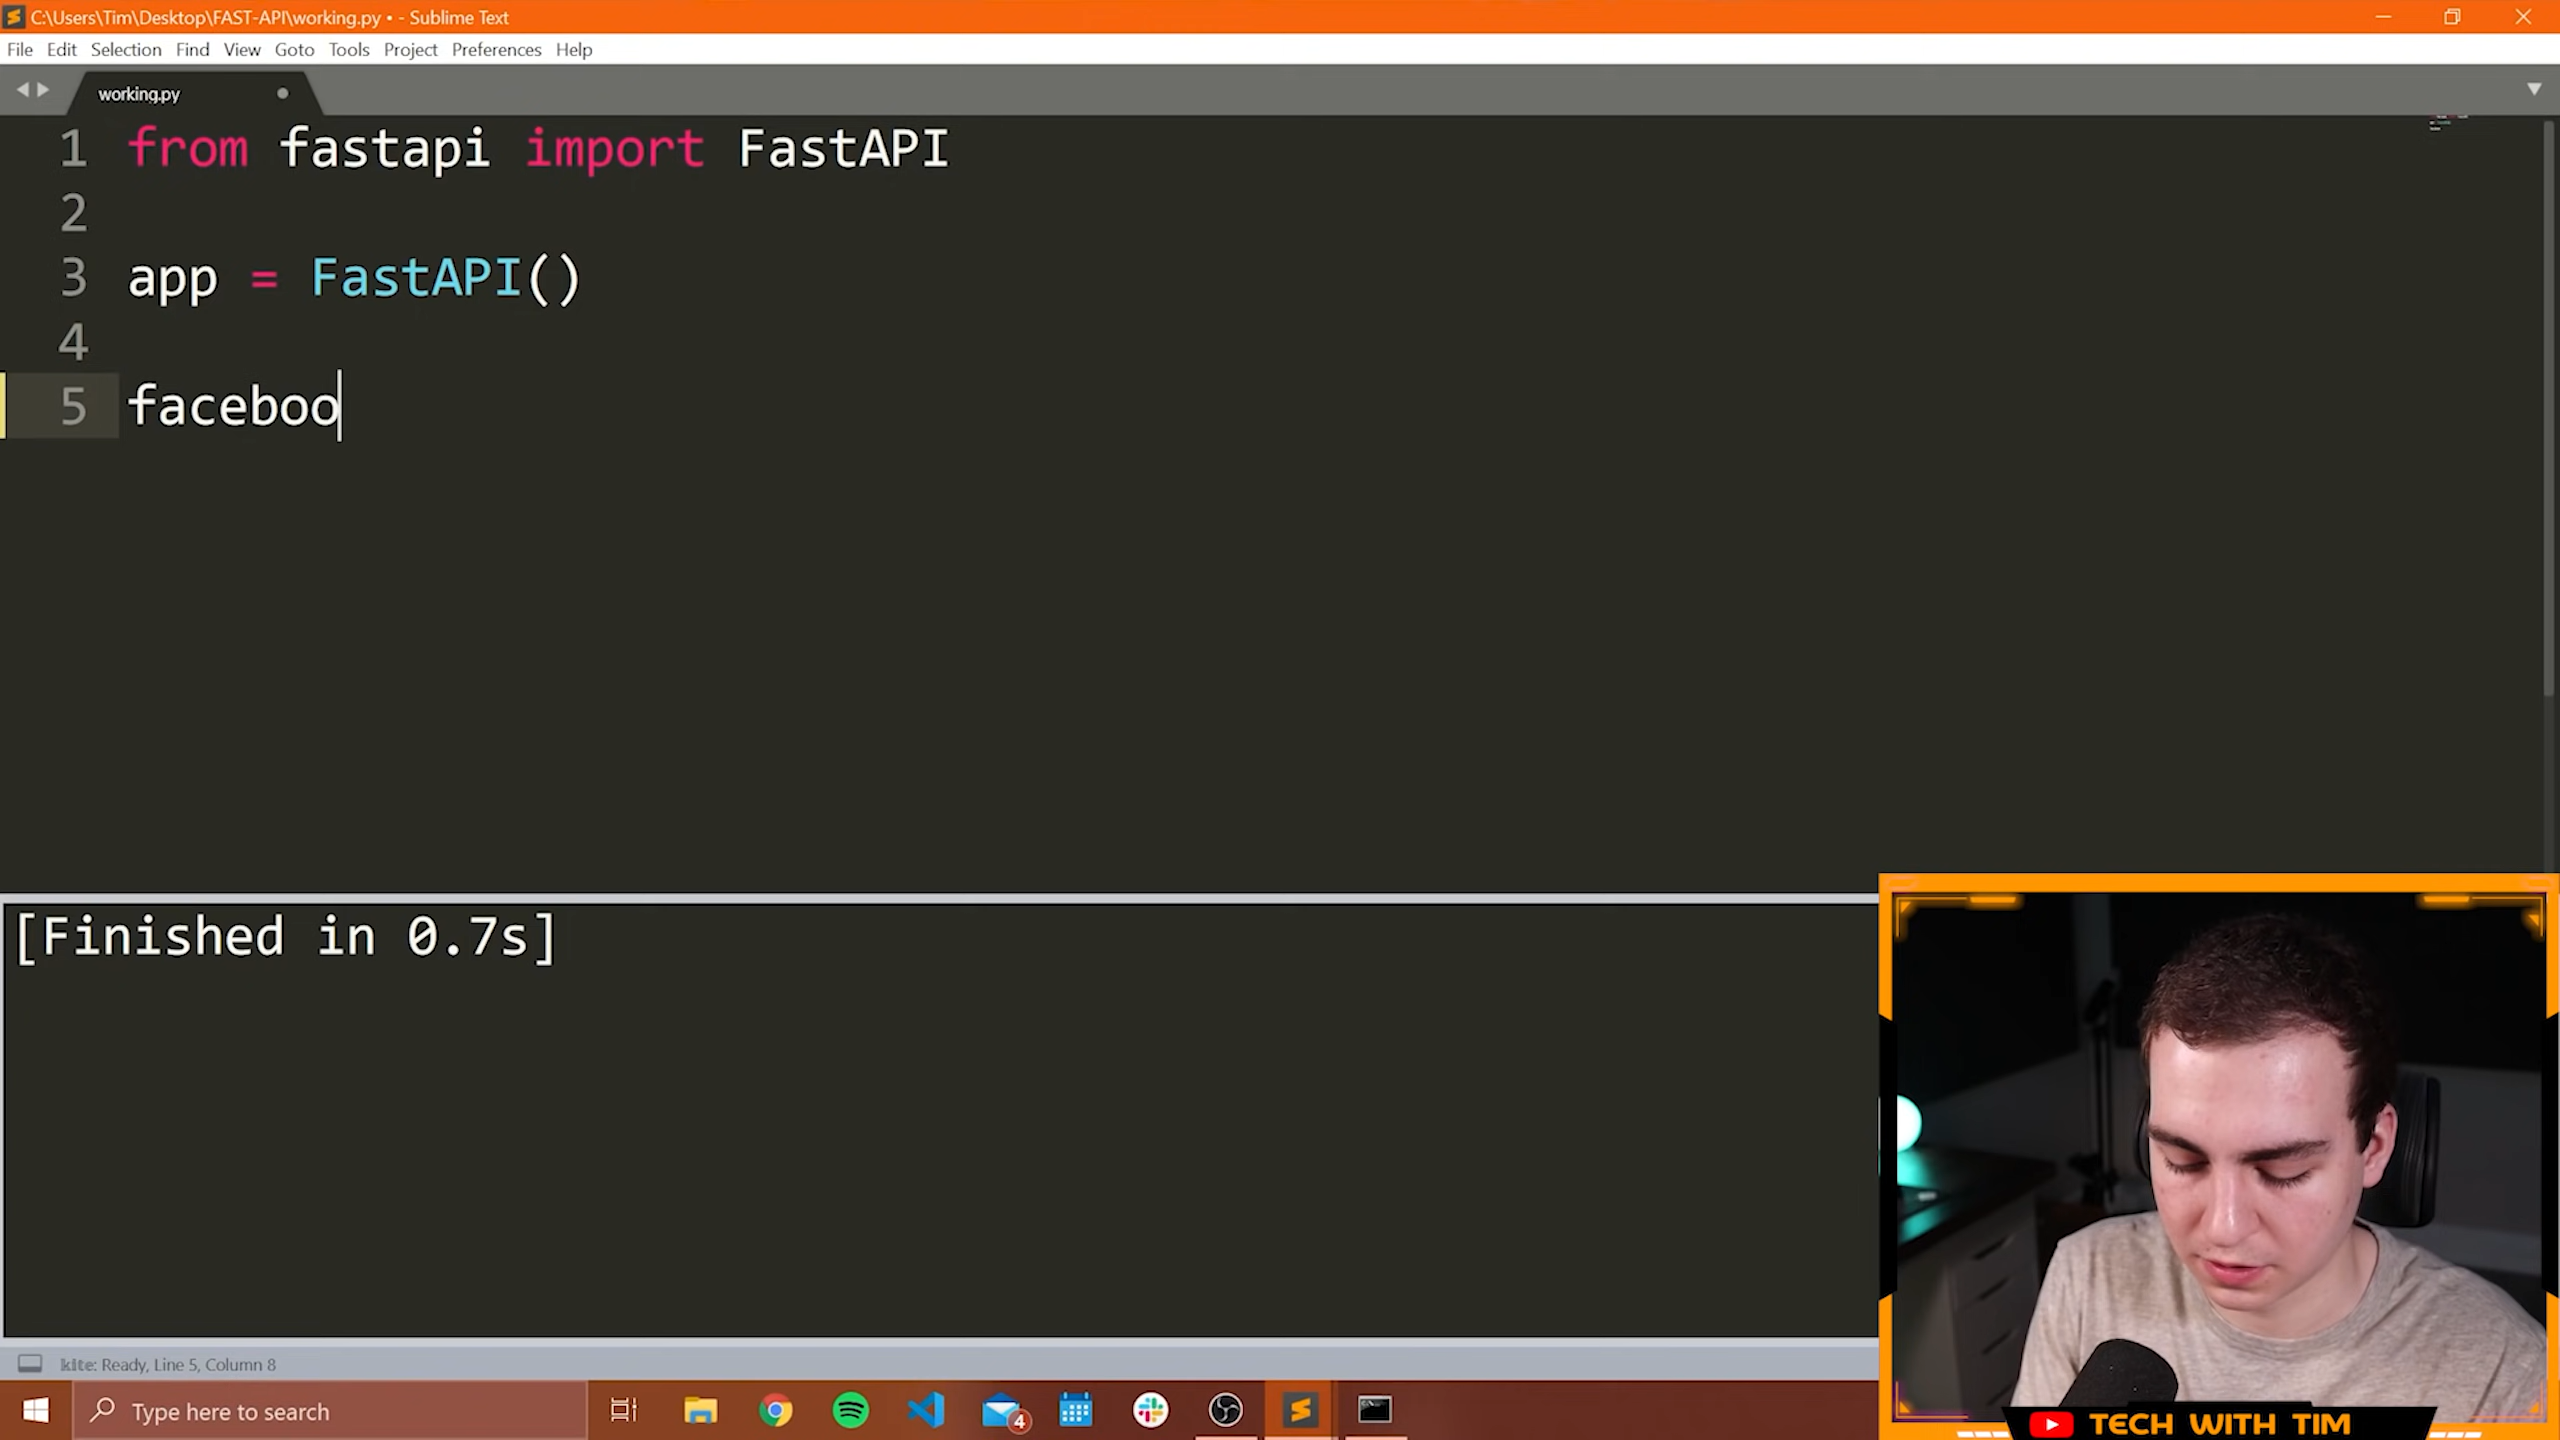 C:\Users\Tim\Desktop\FAST-API\working.py • - Sublime Text
File Edit Selection Find View Goto Tools Project Preferences Help
working.py
1 from fastapi import FastAPI
2
3 app = FastAPI()
4
5 faceboo
[Finished in 0.7s]
kite: Ready, Line 5, Column 8
Type here to search
4
TECH WITH TIM